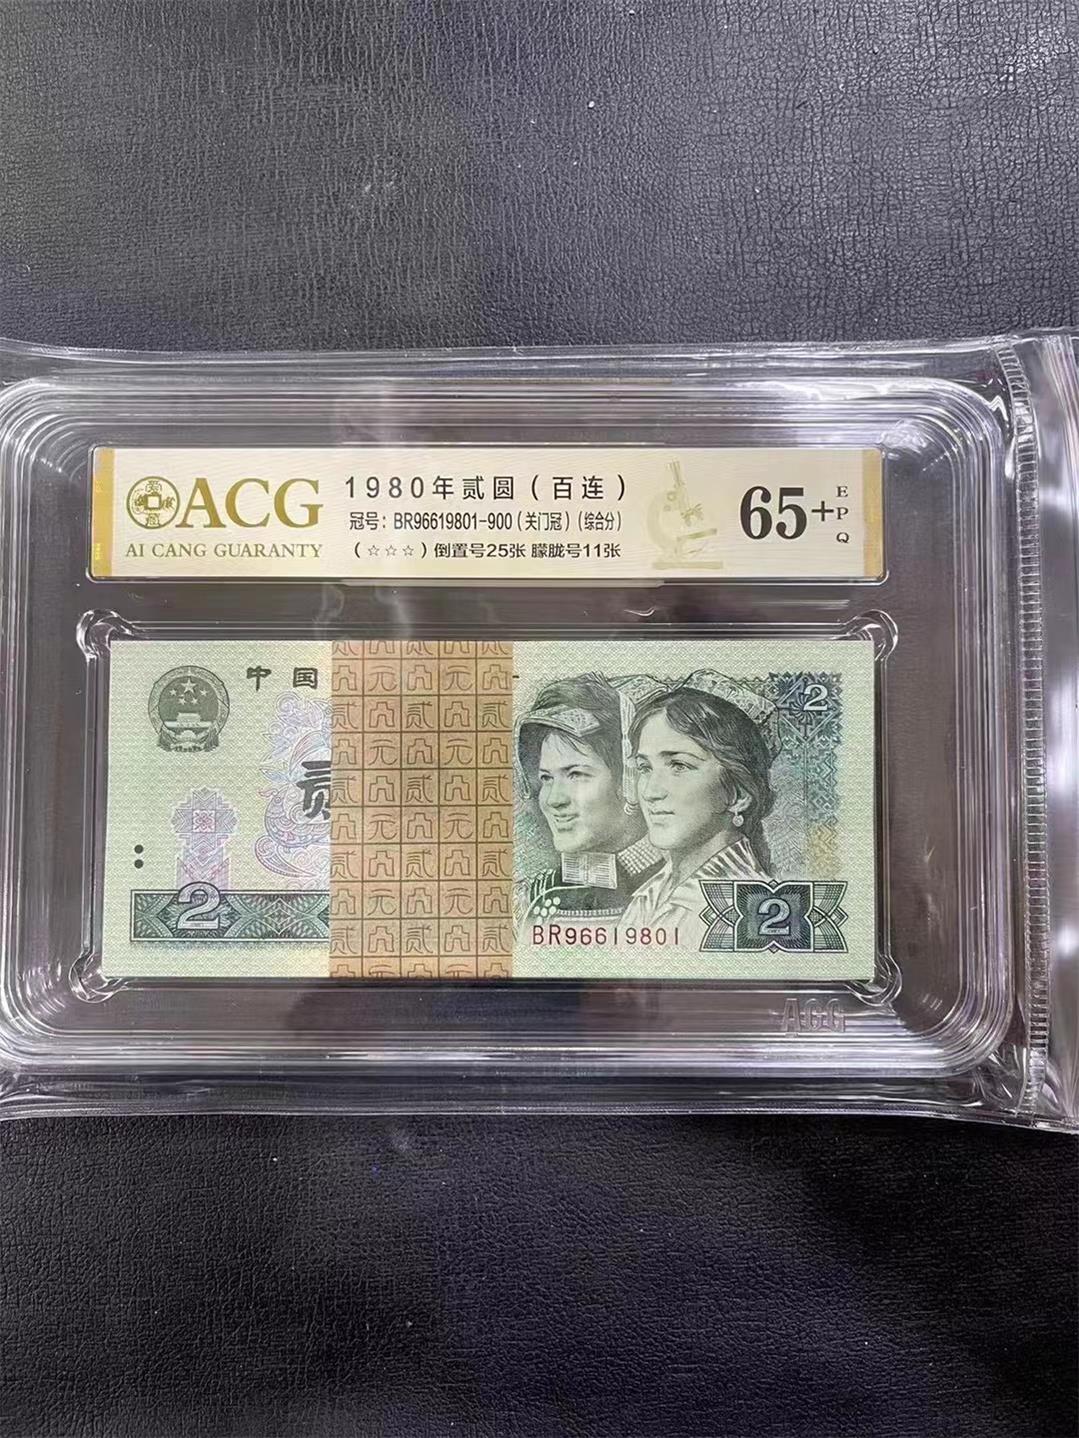 ACG
AI CANG GUARANTY
1980年贰圆（百连）
冠号：BR96619801-900（关门冠）（综合分）
（☆☆☆）倒置号25张 朦胧号11张
65+
EPQ
中国
贰
2
2
2
BR96619801
ACG